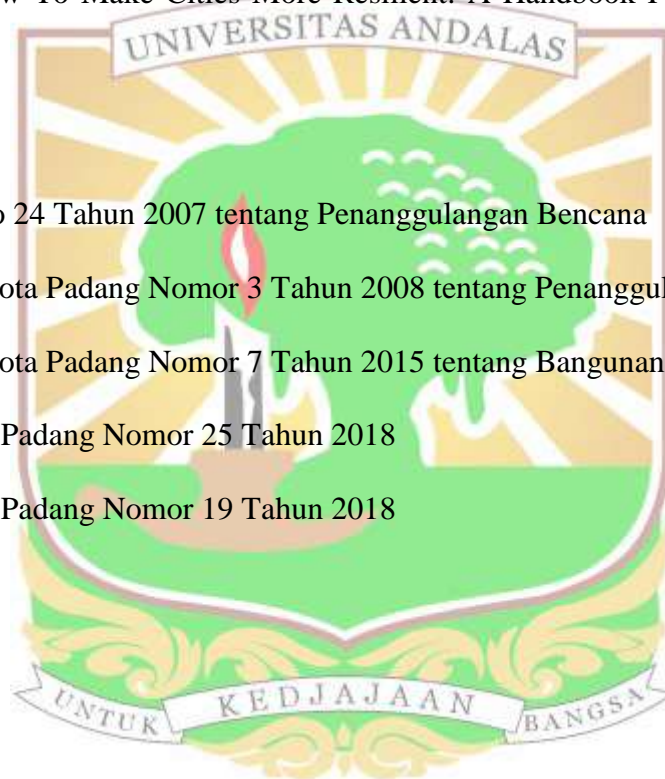 w To Make Cities More Resilient: A Handbook F
UNIVERSITAS ANDALAS
o 24 Tahun 2007 tentang Penanggulangan Bencana
ota Padang Nomor 3 Tahun 2008 tentang Penanggul
ota Padang Nomor 7 Tahun 2015 tentang Bangunan
Padang Nomor 25 Tahun 2018
Padang Nomor 19 Tahun 2018
UNTUK KEDJAJAAN BANGSA